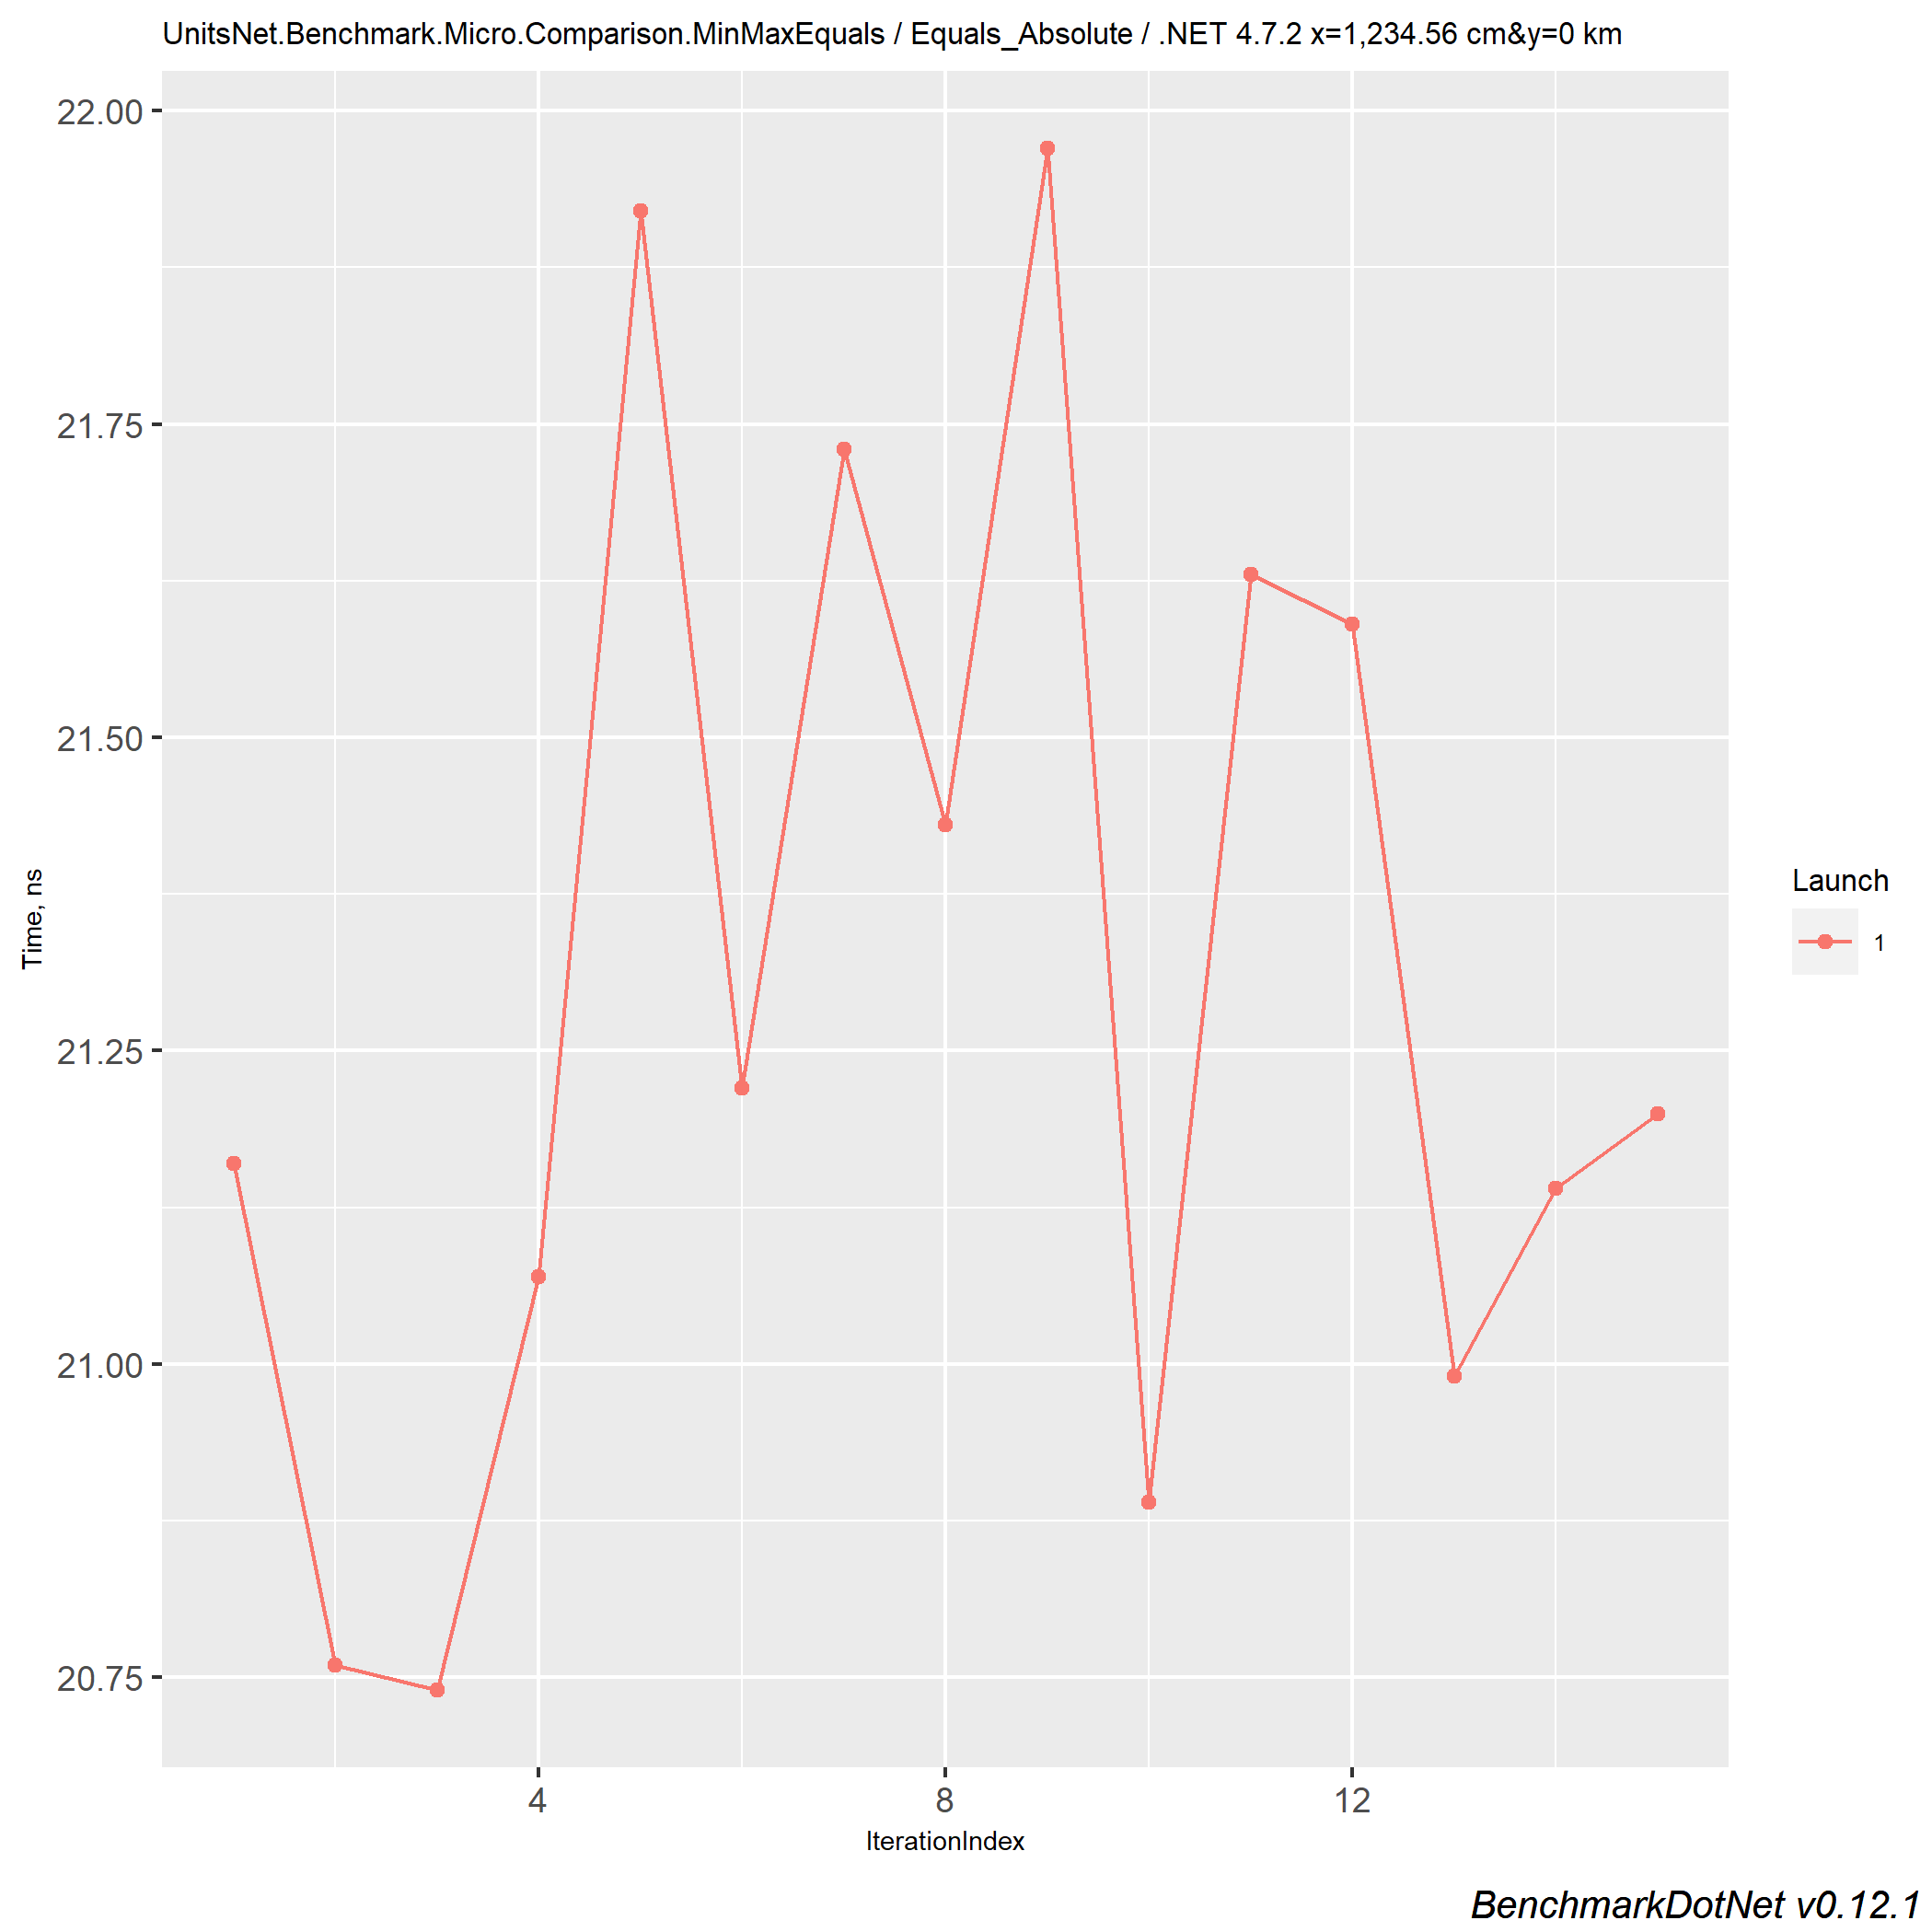 UnitsNet.Benchmark.Micro.Comparison.MinMaxEquals / Equals_Absolute / .NET 4.7.2 x=1,234.56 cm&y=0 km
22.00
21.75
21.50
21.25
21.00
20.75
Time, ns
4
8
12
IterationIndex
Launch
1
BenchmarkDotNet v0.12.1